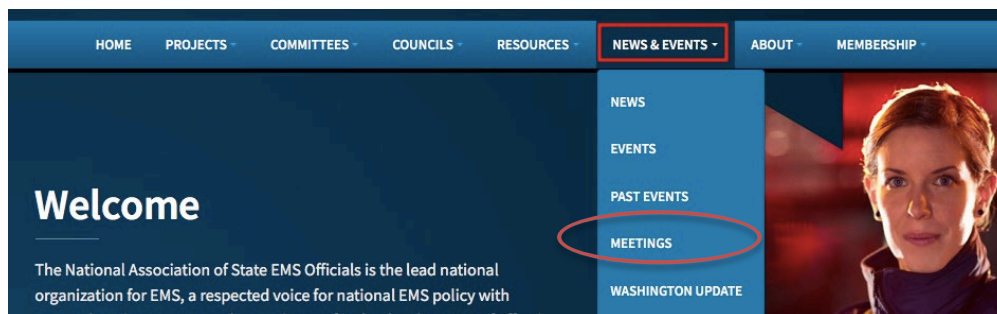 HOME PROJECTS COMMITTEES COUNCILS RESOURCES NEWS & EVENTS ABOUT MEMBERSHIP
NEWS
EVENTS
PAST EVENTS
MEETINGS
WASHINGTON UPDATE
Welcome
The National Association of State EMS Officials is the lead national
organization for EMS, a respected voice for national EMS policy with